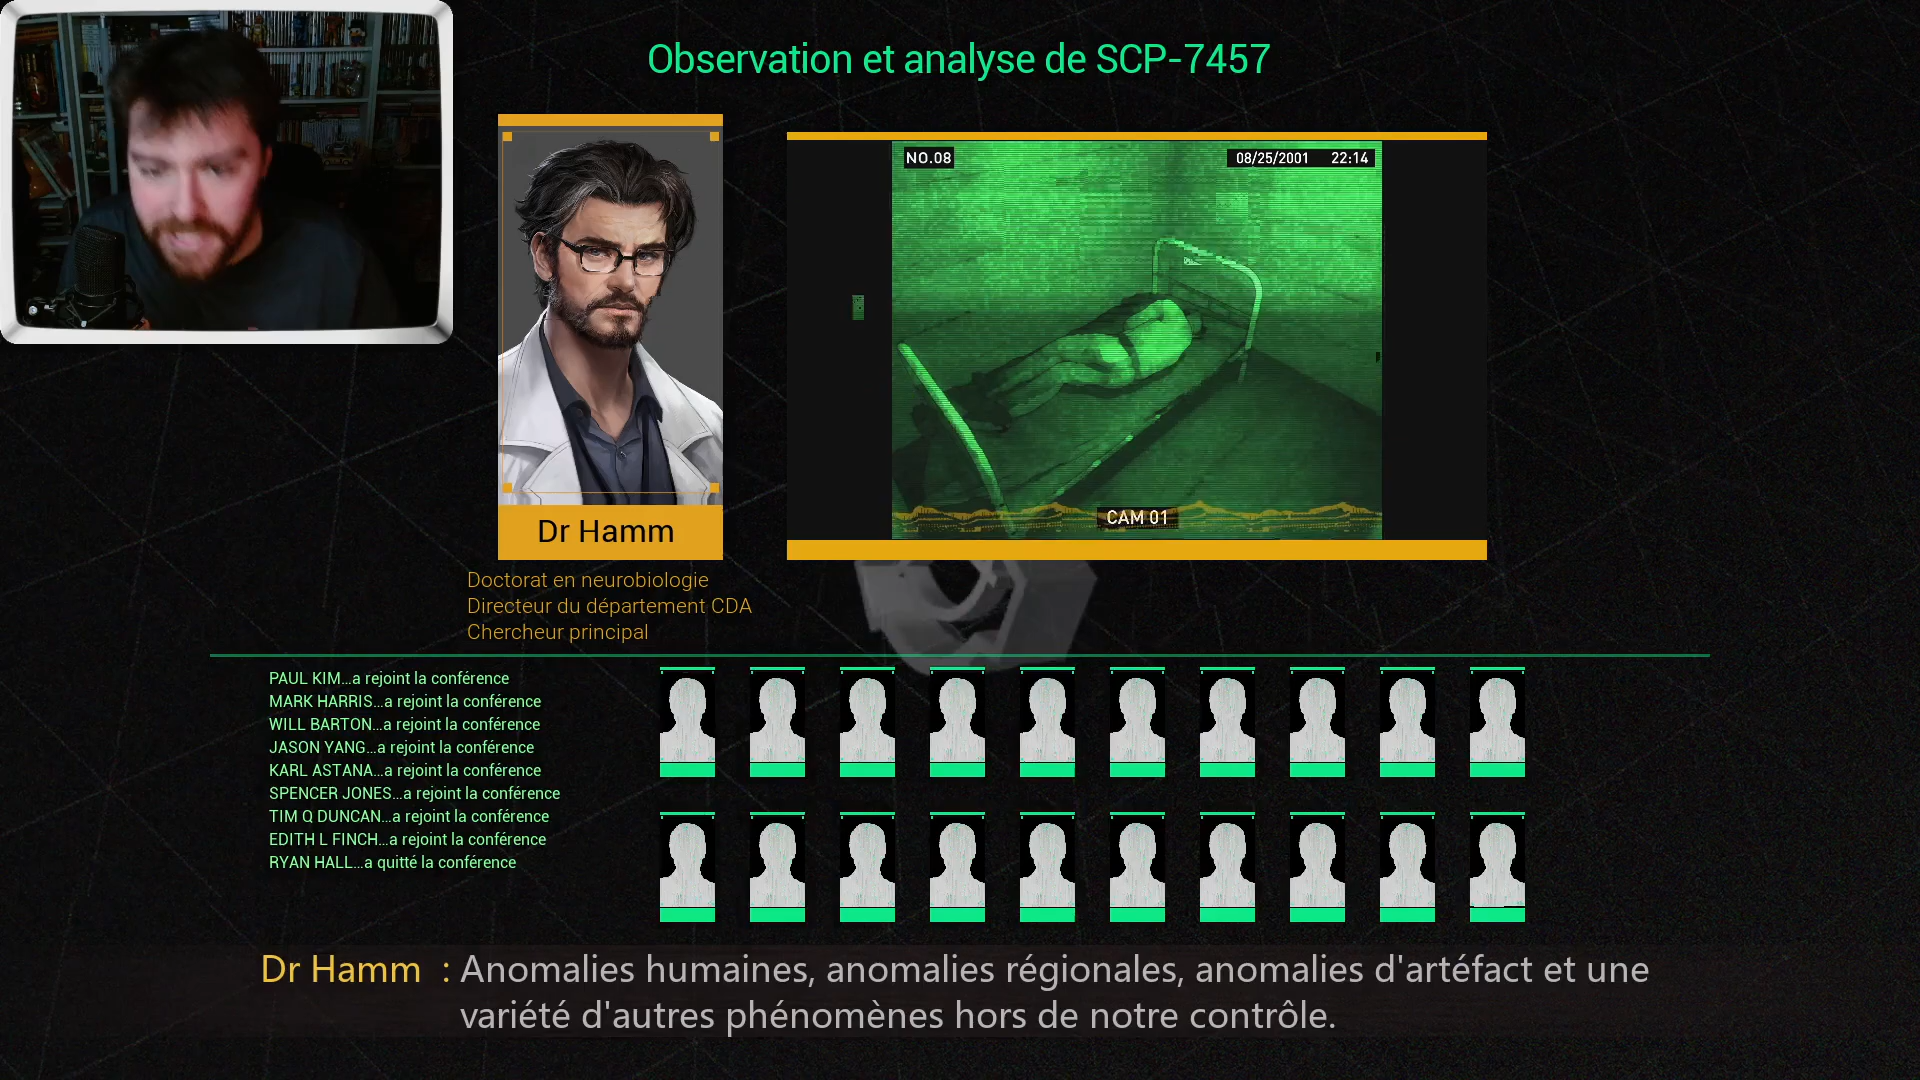 Observation et analyse de SCP-7457
NO.08
08/25/2001 22:14
CAM 01
Dr Hamm
Doctorat en neurobiologie
Directeur du département CDA
Chercheur principal
PAUL KIM...a rejoint la conférence
MARK HARRIS...a rejoint la conférence
WILL BARTON...a rejoint la conférence
JASON YANG...a rejoint la conférence
KARL ASTANA...a rejoint la conférence
SPENCER JONES...a rejoint la conférence
TIM Q DUNCAN...a rejoint la conférence
EDITH L FINCH...a rejoint la conférence
RYAN HALL...a quitté la conférence
Dr Hamm : Anomalies humaines, anomalies régionales, anomalies d'artéfact et une
variété d'autres phénomènes hors de notre contrôle.